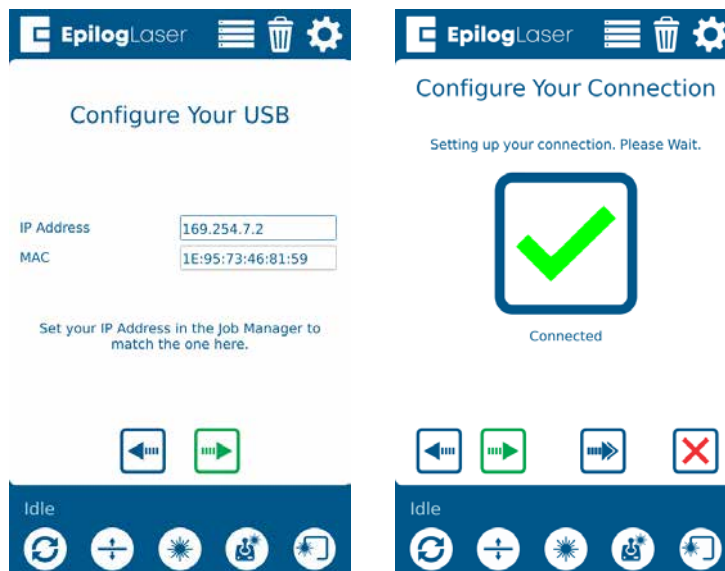 EpilogLaser
Configure Your USB
IP Address 169.254.7.2
MAC 1E:95:73:46:81:59
Set your IP Address in the Job Manager to
match the one here.
Idle
EpilogLaser
Configure Your Connection
Setting up your connection. Please Wait.
Connected
Idle